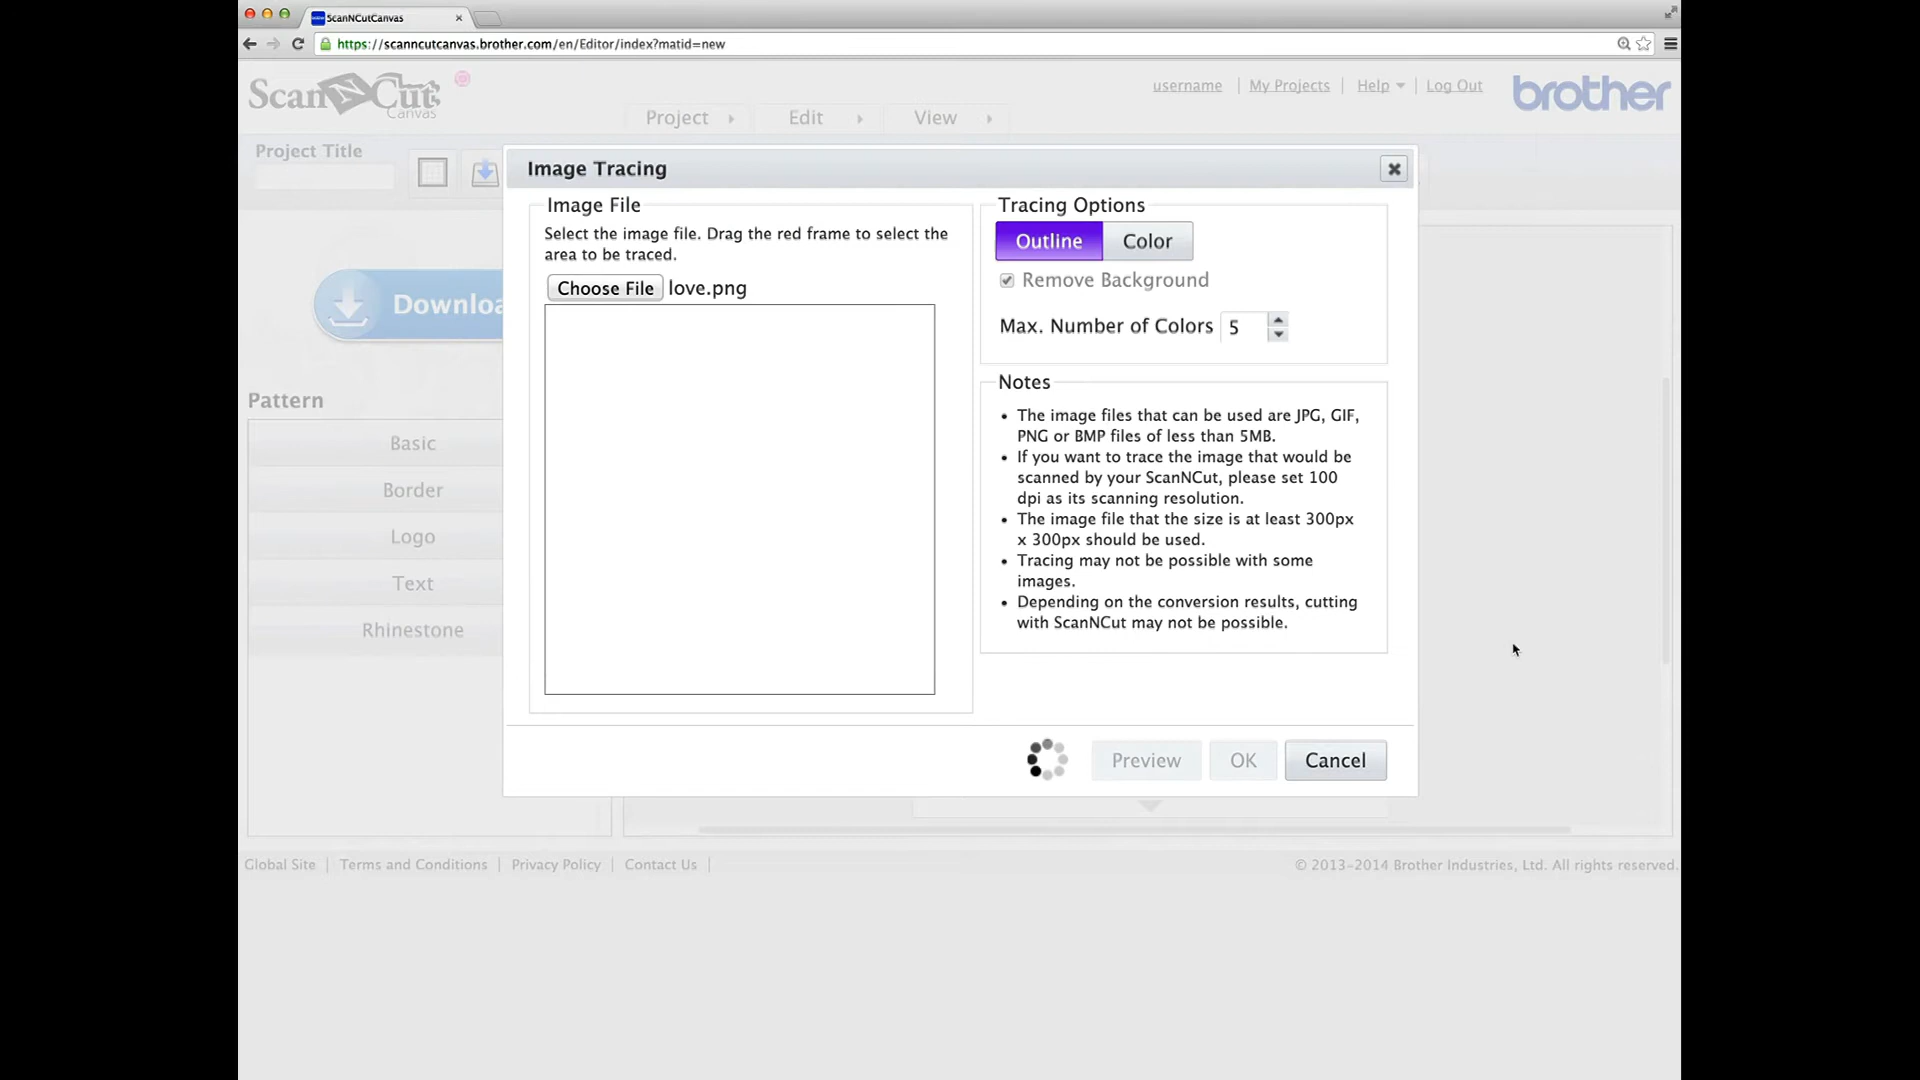 ScanNCutCanvas
https://scanncutcanvas.brother.com/en/Editor/index?matid=new
ScanNCut
Canvas
username | My Projects | Help | Log Out
brother
Project
Edit
View
Project Title
Image Tracing
Image File
Select the image file. Drag the red frame to select the
area to be traced.
Choose File love.png
Tracing Options
Outline
Color
Remove Background
Max. Number of Colors 5
Notes
• The image files that can be used are JPG, GIF,
PNG or BMP files of less than 5MB.
• If you want to trace the image that would be
scanned by your ScanNCut, please set 100
dpi as its scanning resolution.
• The image file that the size is at least 300px
x 300px should be used.
• Tracing may not be possible with some
images.
• Depending on the conversion results, cutting
with ScanNCut may not be possible.
Downloa
Pattern
Basic
Border
Logo
Text
Rhinestone
Preview
OK
Cancel
Global Site | Terms and Conditions | Privacy Policy | Contact Us |
© 2013-2014 Brother Industries, Ltd. All rights reserved.